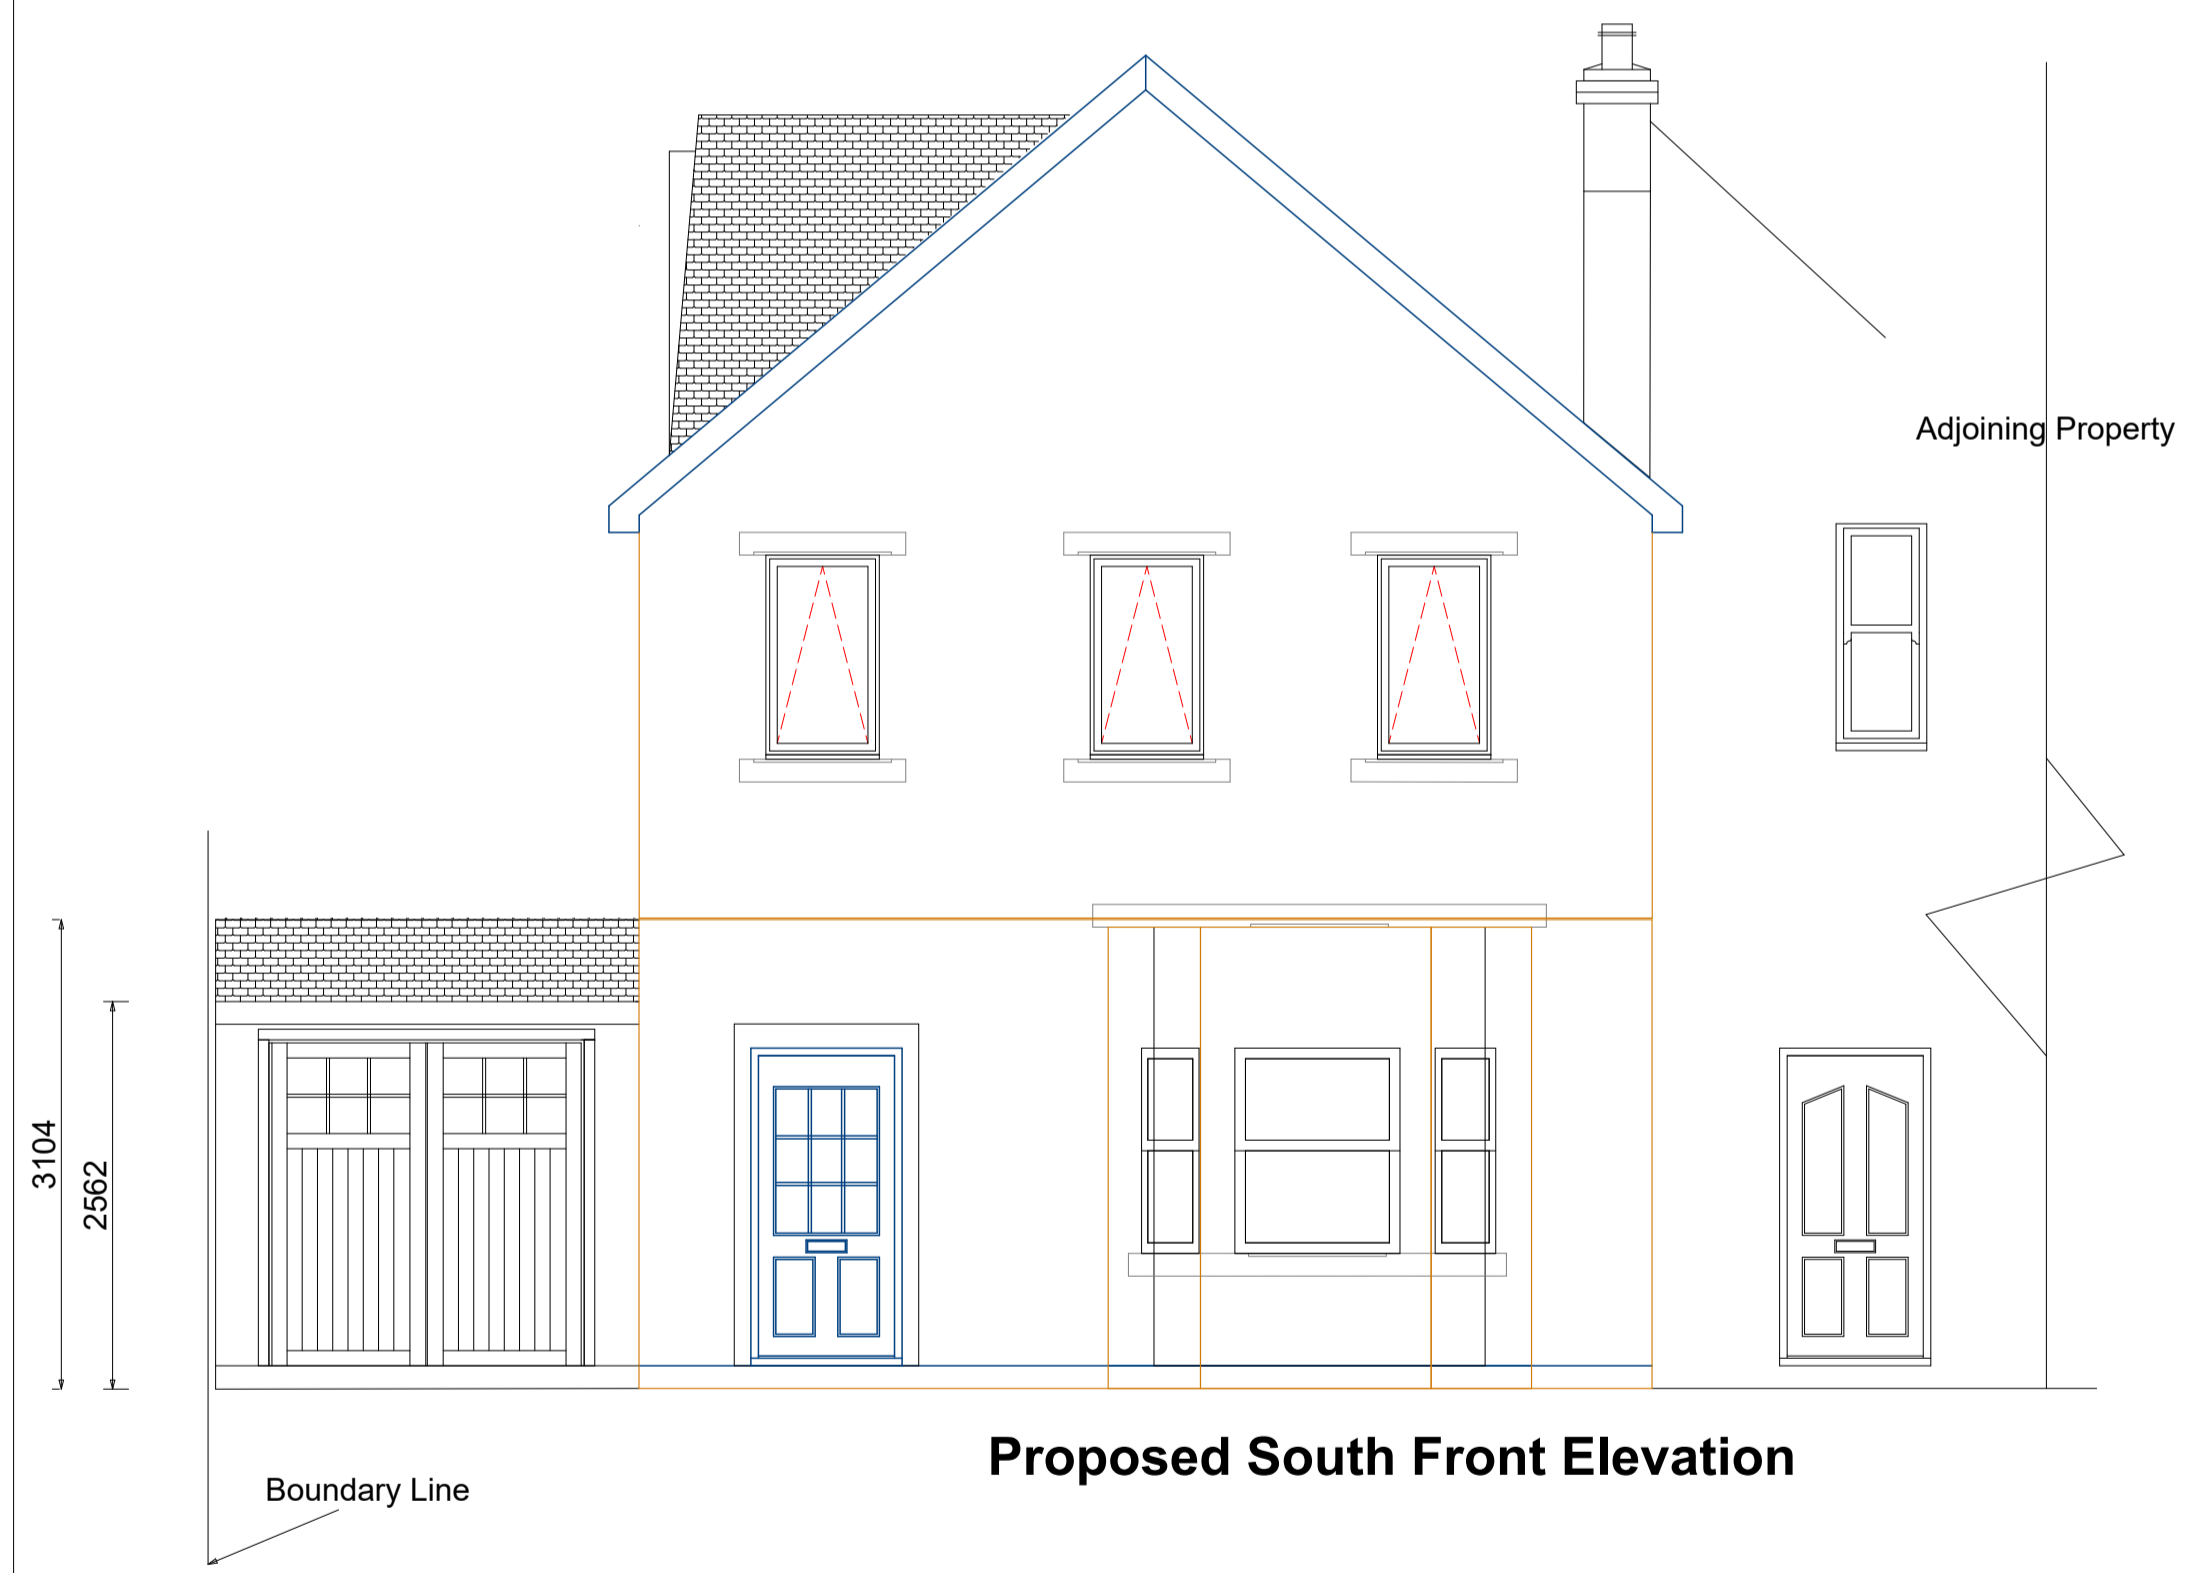 Adjoining Property
3104
2562
Proposed South Front Elevation
Boundary Line